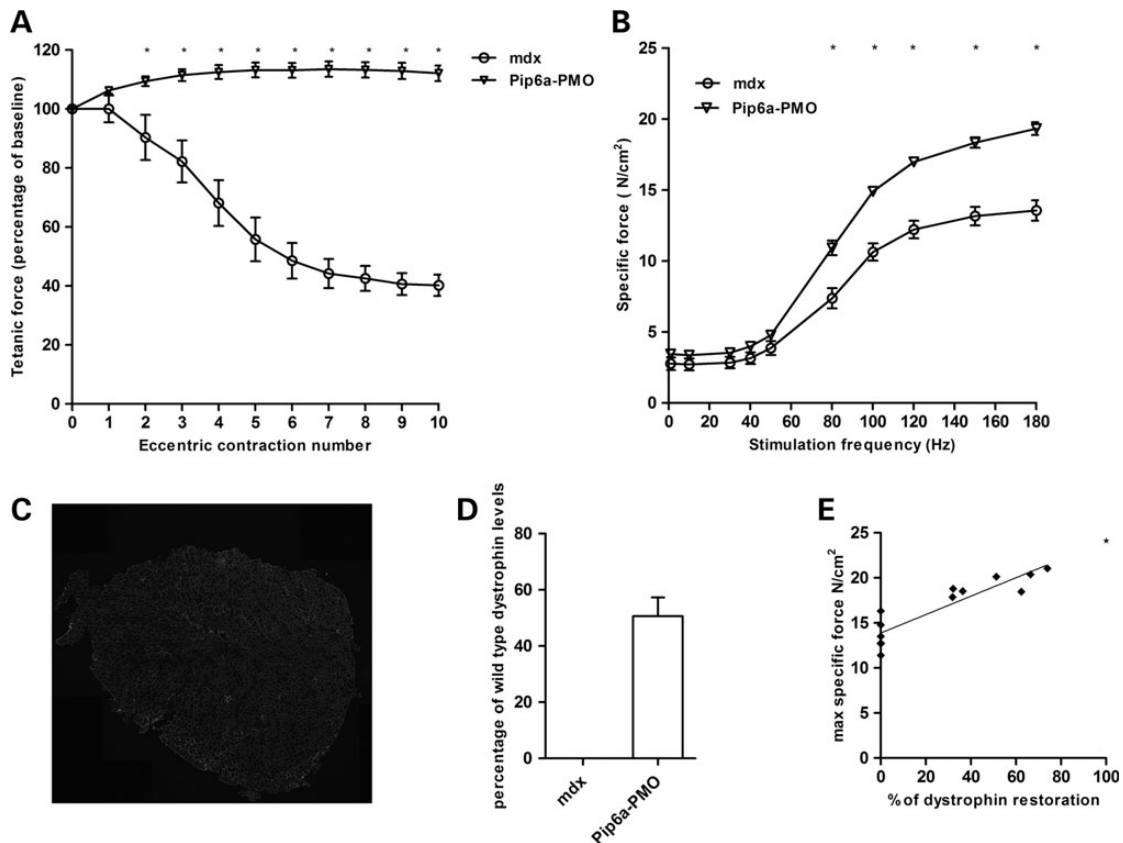 A
* * * * * * * * *
mdx
Pip6a-PMO
Tetanic force (percentage of baseline)
120
100
80
60
40
20
0
0 1 2 3 4 5 6 7 8 9 10
Eccentric contraction number
B
* * * * *
mdx
Pip6a-PMO
Specific force ( N/cm²)
25
20
15
10
5
0
0 20 40 60 80 100 120 140 160 180
Stimulation frequency (Hz)
C
D
percentage of wild type dystrophin levels
80
60
40
20
0
mdx
Pip6a-PMO
E
*
max specific force N/cm²
25
20
15
10
5
0
0 20 40 60 80 100
% of dystrophin restoration